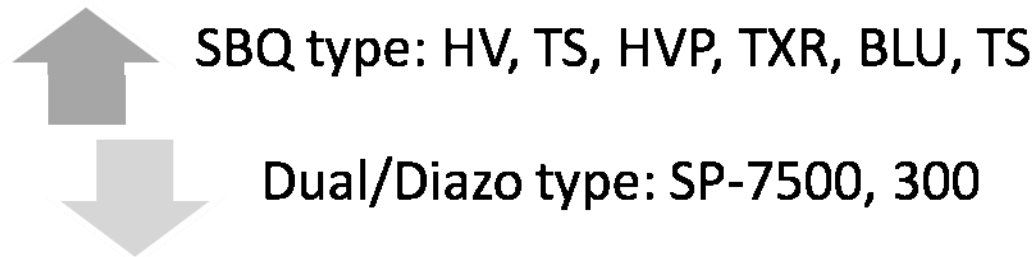 SBQ type: HV, TS, HVP, TXR, BLU, TS
Dual/Diazo type: SP-7500, 300